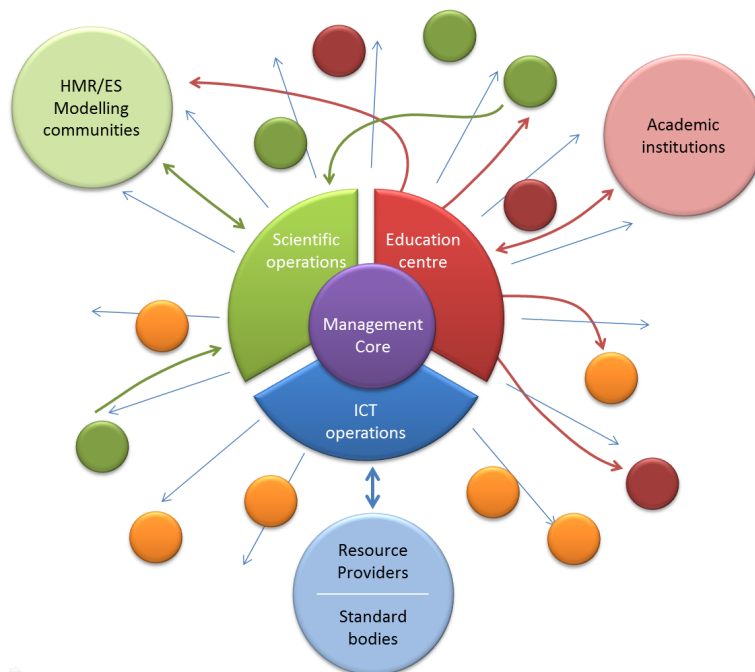 HMR/ES
Modelling
communities
Academic
institutions
Scientific
operations
Education
centre
Management
Core
ICT
operations
Resource
Providers
Standard
bodies